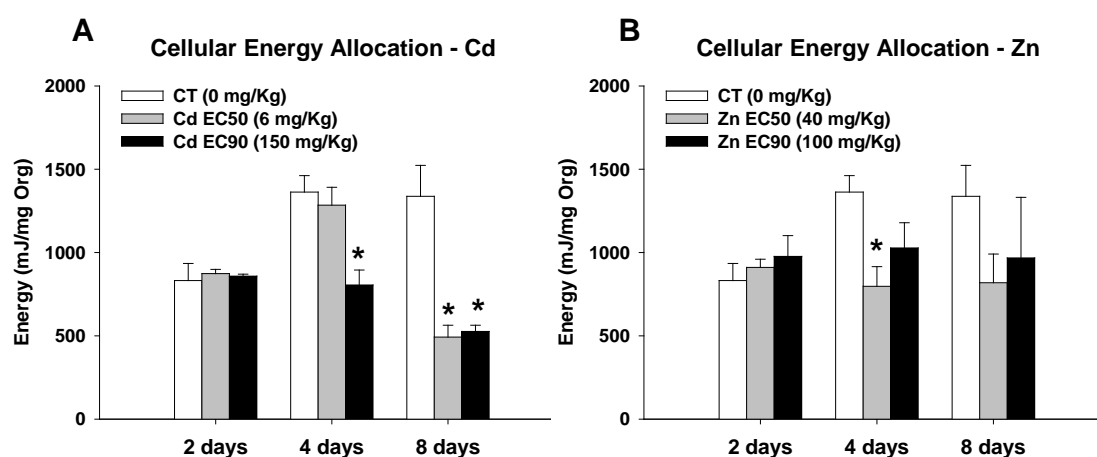 A
Cellular Energy Allocation - Cd
Energy (mJ/mg Org)
2000
1500
1000
500
0
CT (0 mg/Kg)
Cd EC50 (6 mg/Kg)
Cd EC90 (150 mg/Kg)
*
*
*
2 days
4 days
8 days
B
Cellular Energy Allocation - Zn
Energy (mJ/mg Org)
2000
1500
1000
500
0
CT (0 mg/Kg)
Zn EC50 (40 mg/Kg)
Zn EC90 (100 mg/Kg)
*
2 days
4 days
8 days